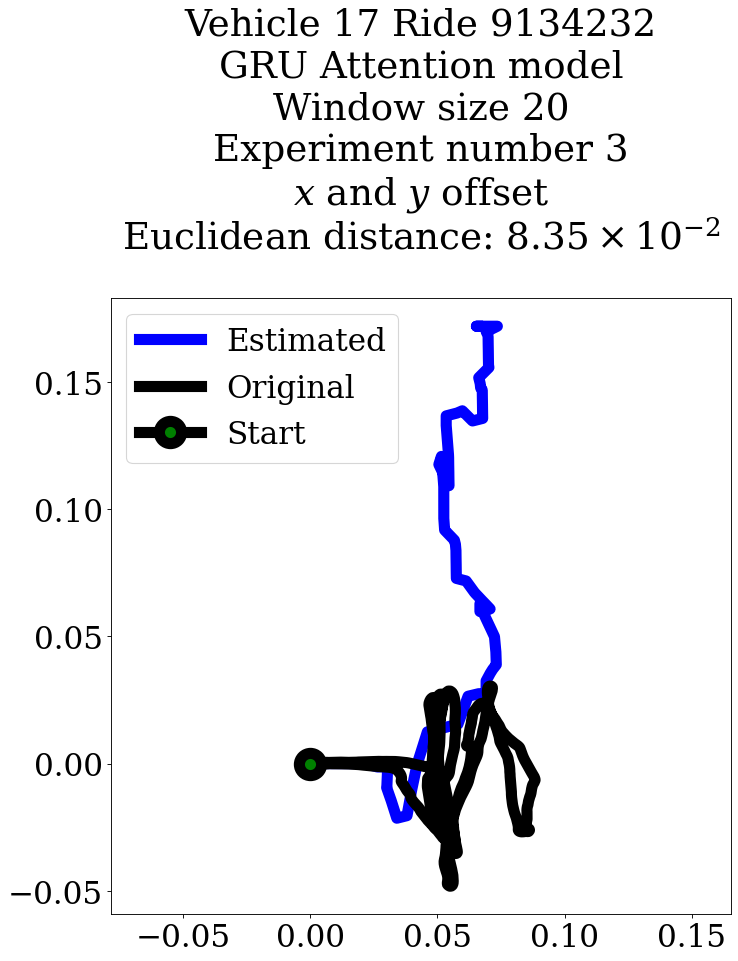 Vehicle 17 Ride 9134232
GRU Attention model
Window size 20
Experiment number 3
x and y offset
Euclidean distance: 8.35 × 10⁻²
Estimated
Original
Start
0.15
0.10
0.05
0.00
−0.05
−0.05 0.00 0.05 0.10 0.15